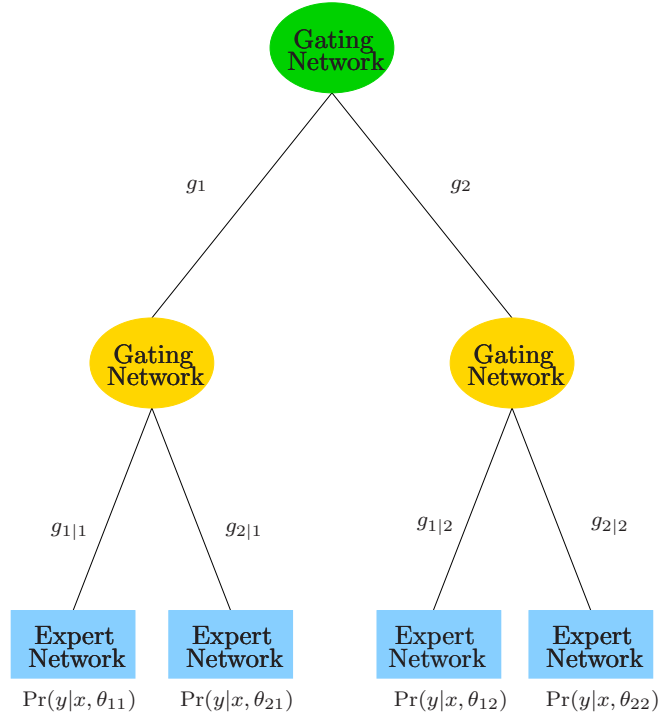 Gating
Network
g₁
g₂
Gating
Network
Gating
Network
g₁|₁
g₂|₁
g₁|₂
g₂|₂
Expert
Network
Expert
Network
Expert
Network
Expert
Network
Pr(y|x, θ₁₁)
Pr(y|x, θ₂₁)
Pr(y|x, θ₁₂)
Pr(y|x, θ₂₂)